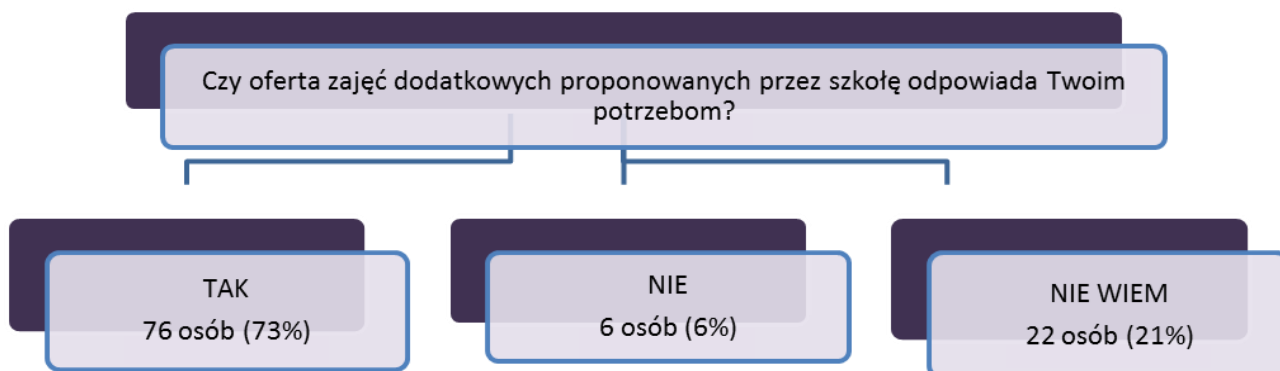 Czy oferta zajęć dodatkowych proponowanych przez szkołę odpowiada Twoim
potrzebom?
TAK
76 osób (73%)
NIE
6 osób (6%)
NIE WIEM
22 osób (21%)